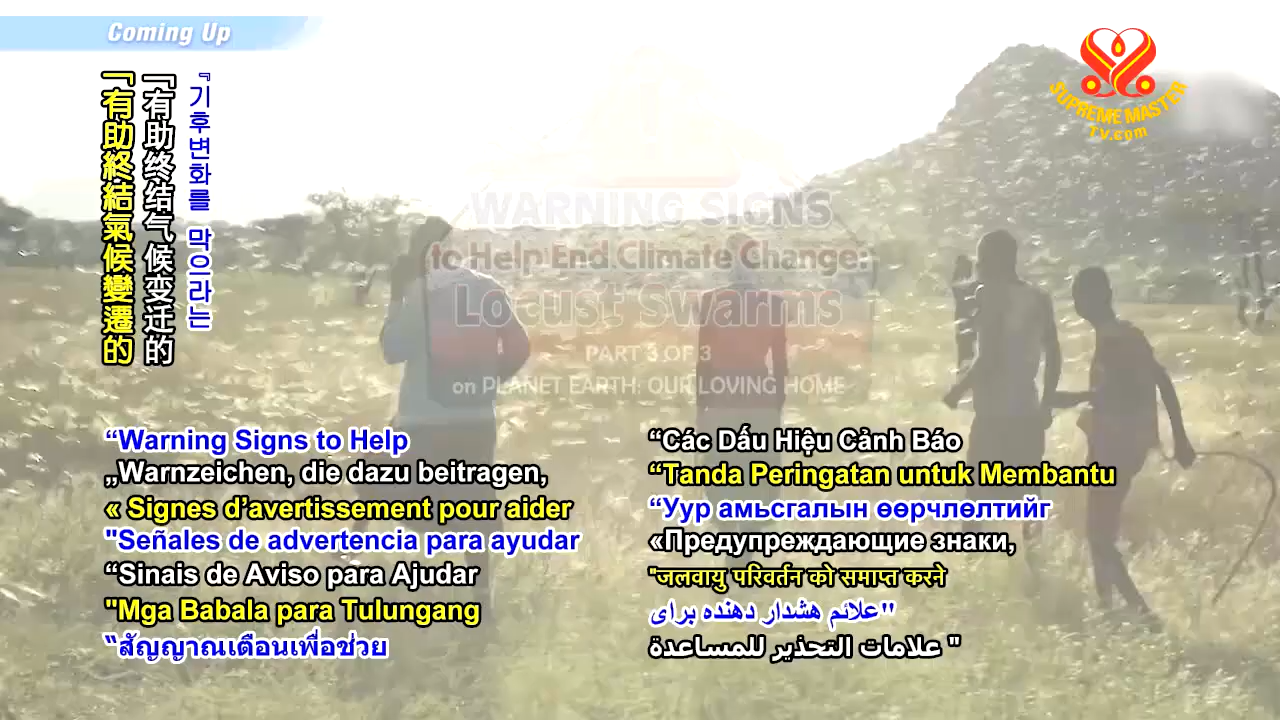 Coming Up
SUPREME MASTER
TV.com
「有助終結氣候變遷的
「有助终结气候变迁的
『기후변화를 막으라는
WARNING SIGNS
to Help End Climate Change:
Locust Swarms
PART 3 OF 3
on PLANET EARTH: OUR LOVING HOME
“Warning Signs to Help
„Warnzeichen, die dazu beitragen,
« Signes d’avertissement pour aider
"Señales de advertencia para ayudar
“Sinais de Aviso para Ajudar
"Mga Babala para Tulungang
“สัญญาณเตือนเพื่อช่วย
“Các Dấu Hiệu Cảnh Báo
“Tanda Peringatan untuk Membantu
“Уур амьсгалын өөрчлөлтийг
«Предупреждающие знаки,
"जलवायु परिवर्तन को समाप्त करने
"علائم هشدار دهنده برای
" علامات التحذير للمساعدة